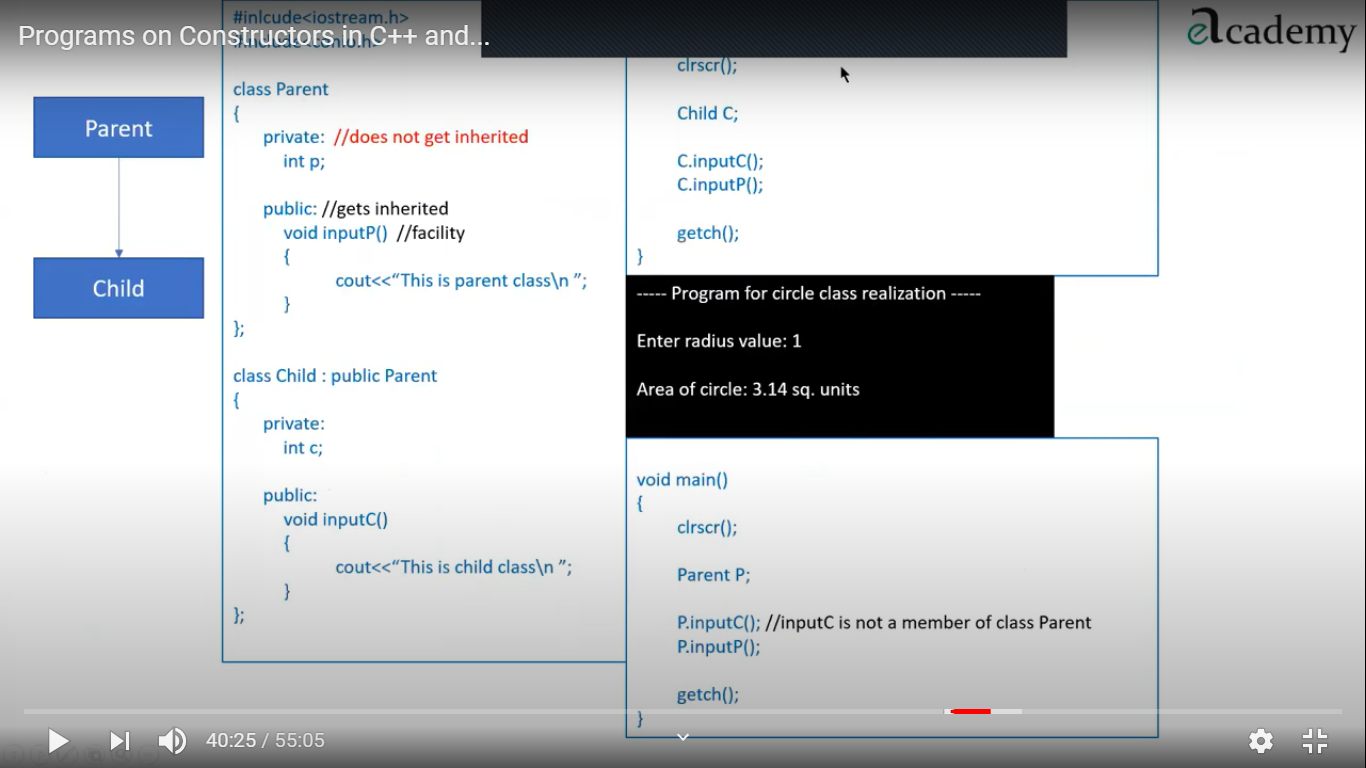 Programs on Constructors in C++ and...
eAcademy
Parent
Child
#inlcude<iostream.h>
#include<conio.h>
class Parent
{
private: //does not get inherited
int p;
public: //gets inherited
void inputP() //facility
{
cout<<“This is parent class\n ”;
}
};
class Child : public Parent
{
private:
int c;
public:
void inputC()
{
cout<<“This is child class\n ”;
}
};
clrscr();
Child C;
C.inputC();
C.inputP();
getch();
}
----- Program for circle class realization -----
Enter radius value: 1
Area of circle: 3.14 sq. units
void main()
{
clrscr();
Parent P;
P.inputC(); //inputC is not a member of class Parent
P.inputP();
getch();
}
40:25 / 55:05